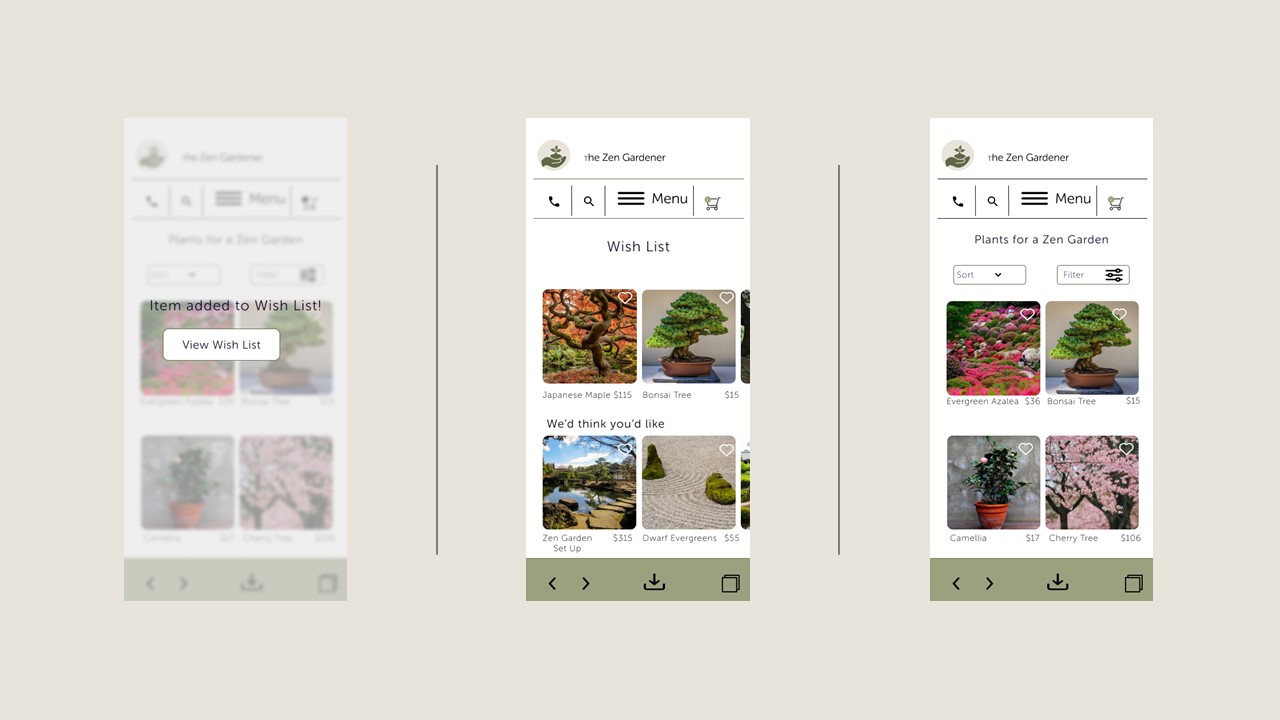 The Zen Gardener
Menu
Plants for a Zen Garden
Sort
Filter
Item added to Wish List!
View Wish List
Evergreen Azalea $36
Bonsai Tree $15
Camellia $17
Cherry Tree $106
The Zen Gardener
Menu
Wish List
Japanese Maple $115
Bonsai Tree $15
We'd think you'd like
Zen Garden $315
Set Up
Dwarf Evergreens $55
The Zen Gardener
Menu
Plants for a Zen Garden
Sort
Filter
Evergreen Azalea $36
Bonsai Tree $15
Camellia $17
Cherry Tree $106